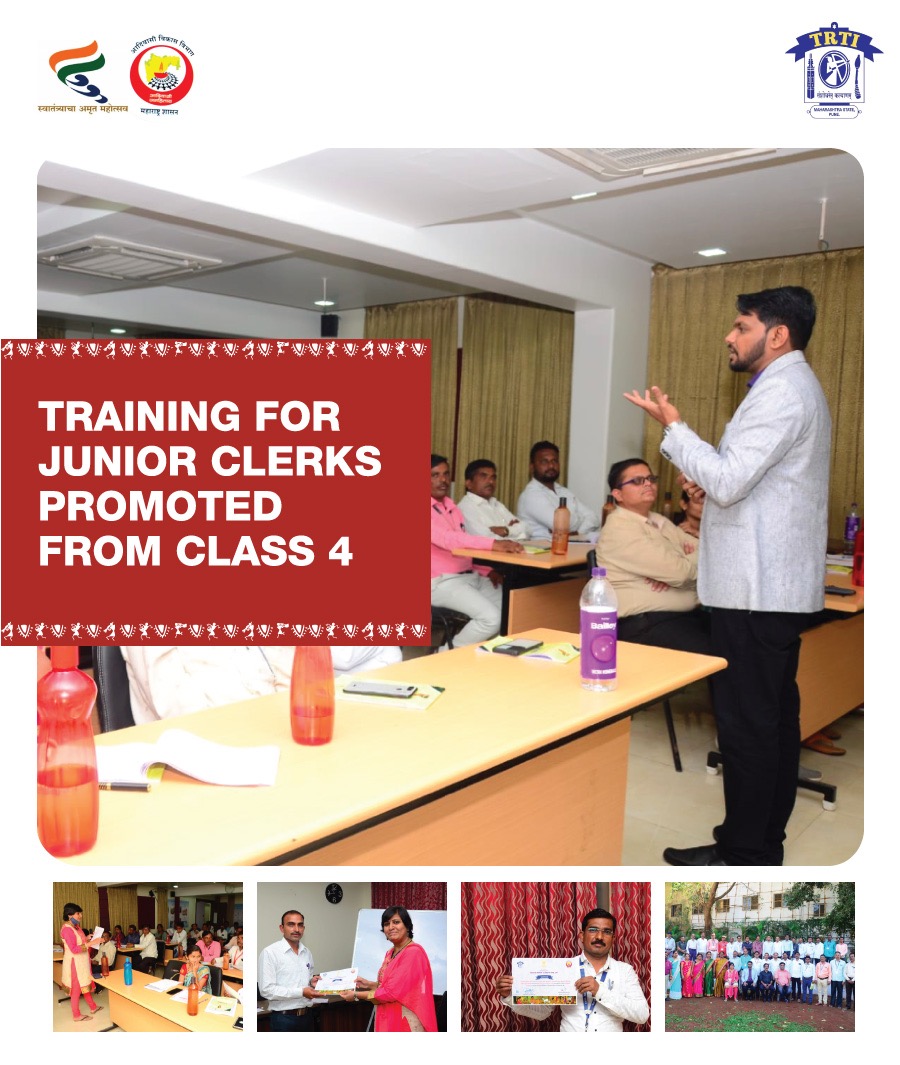 स्वातंत्र्याचा अमृत महोत्सव
आदिवासी विकास विभाग
महाराष्ट्र शासन
TRTI
MAHARASHTRA STATE,
PUNE.
TRAINING FOR
JUNIOR CLERKS
PROMOTED
FROM CLASS 4
Bailley